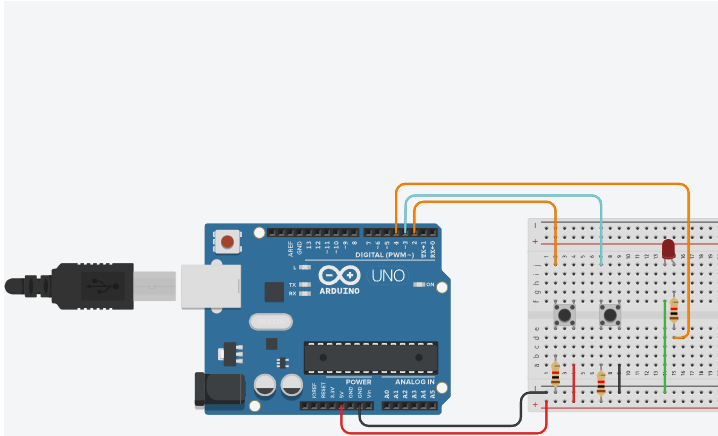 AREF
GND
13
12
~11
~10
~9
8
7
~6
~5
4
~3
2
TX→1
RX←0
DIGITAL (PWM~)
L
TX
RX
UNO
ARDUINO
ON
POWER
ANALOG IN
IOREF
RESET
3.3V
5V
GND
GND
Vin
A0
A1
A2
A3
A4
A5
j
i
h
g
f
e
d
c
b
a